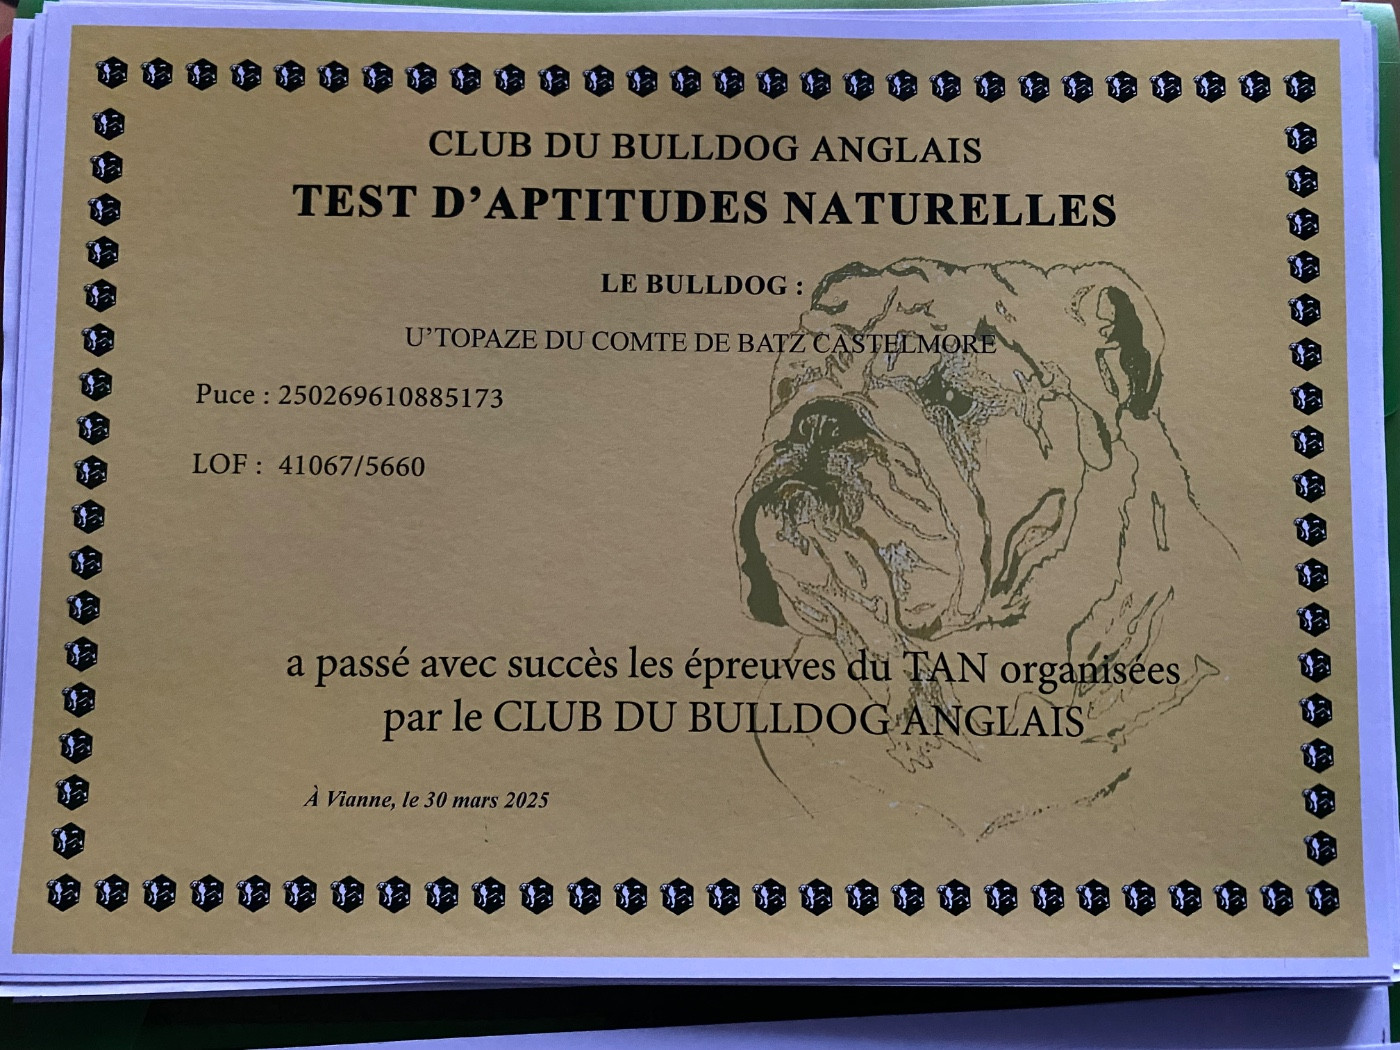 CLUB DU BULLDOG ANGLAIS
TEST D’APTITUDES NATURELLES
LE BULLDOG :
U’TOPAZE DU COMTE DE BATZ CASTELMORE
Puce : 250269610885173
LOF : 41067/5660
a passé avec succès les épreuves du TAN organisées
par le CLUB DU BULLDOG ANGLAIS
À Vianne, le 30 mars 2025